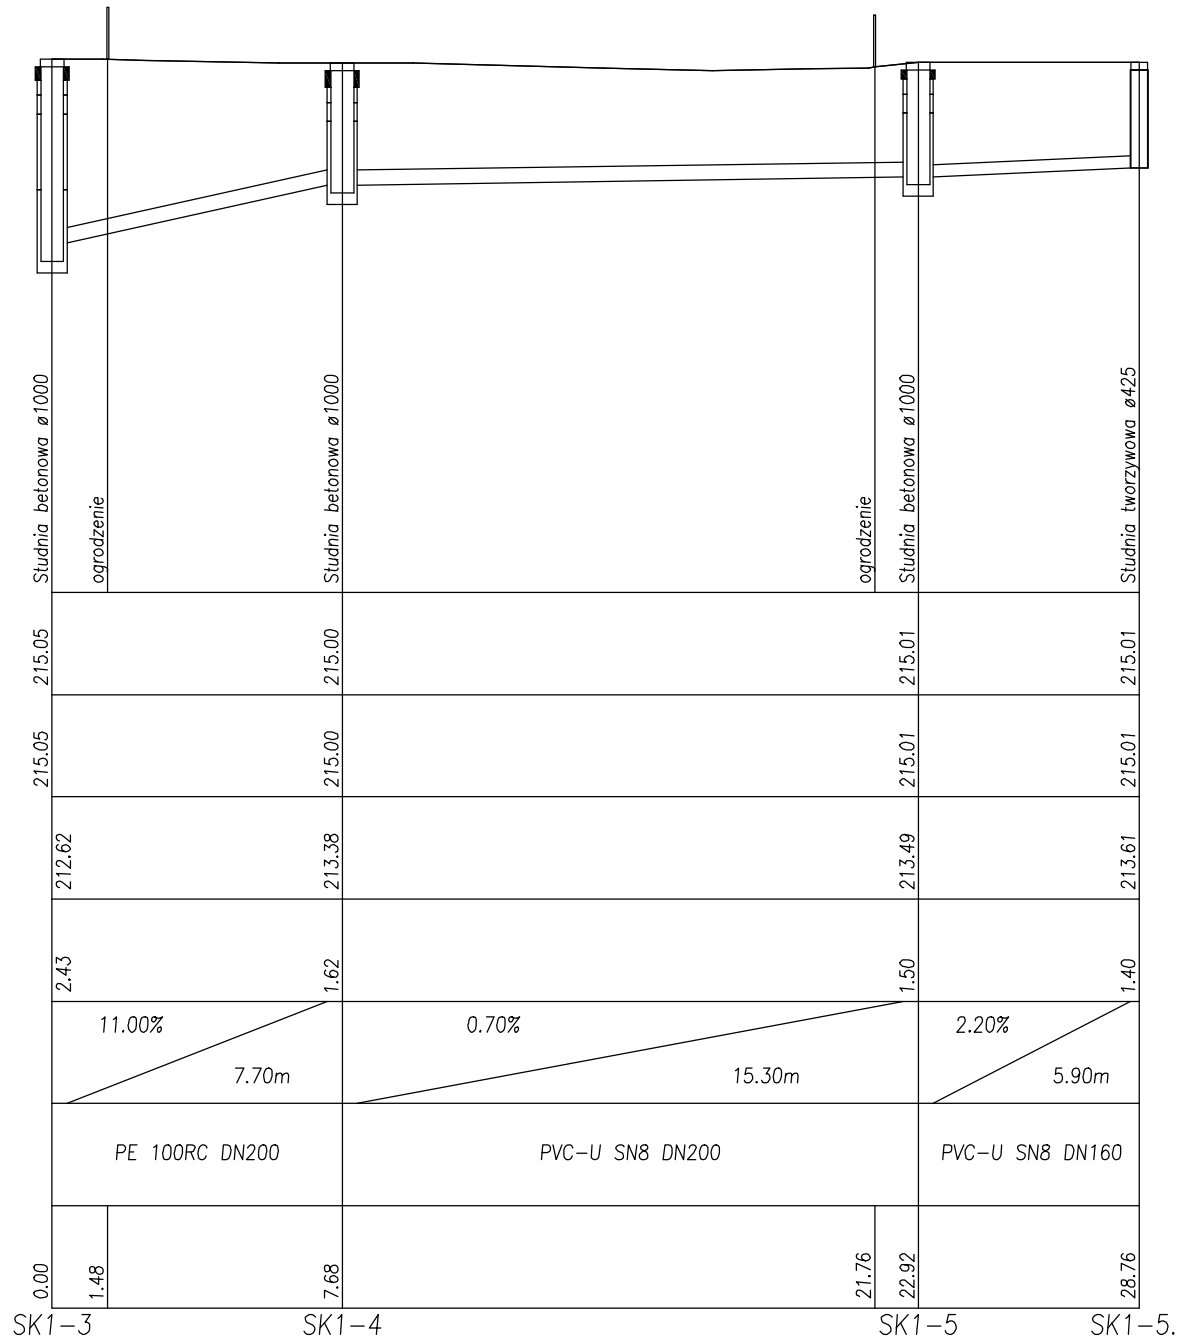 Studnia betonowa ø1000
ogrodzenie
Studnia betonowa ø1000
ogrodzenie
Studnia betonowa ø1000
Studnia tworzywowa ø425
215.05
215.00
215.01
215.01
215.05
215.00
215.01
215.01
212.62
213.38
213.49
213.61
2.43
1.62
1.50
1.40
11.00%
7.70m
0.70%
15.30m
2.20%
5.90m
PE 100RC DN200
PVC-U SN8 DN200
PVC-U SN8 DN160
0.00
1.48
7.68
21.76
22.92
28.76
SK1-3
SK1-4
SK1-5
SK1-5.